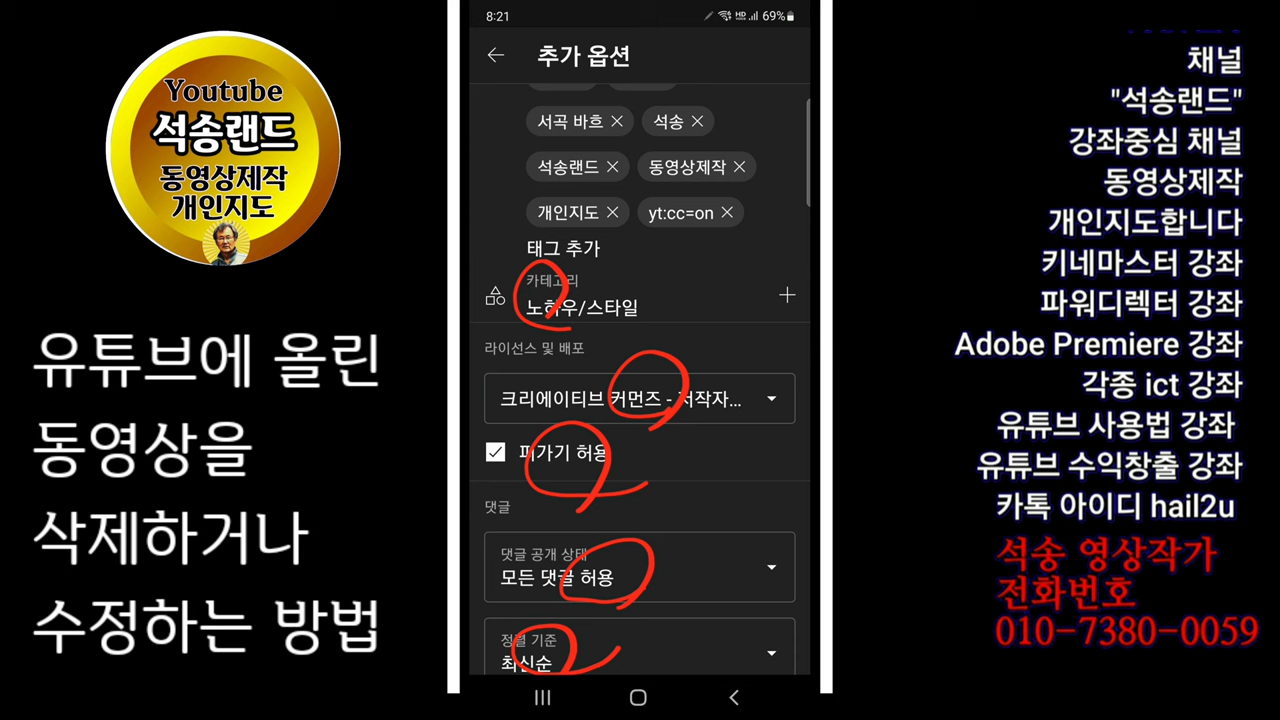 Youtube
석송랜드
동영상제작
개인지도
유튜브에 올린
동영상을
삭제하거나
수정하는 방법
8:21
69%
추가 옵션
서곡 바흐
석송
석송랜드
동영상제작
개인지도
yt:cc=on
태그 추가
카테고리
노하우/스타일
라이선스 및 배포
크리에이티브 커먼즈 - 저작자...
퍼가기 허용
댓글
댓글 공개 상태
모든 댓글 허용
정렬 기준
최신순
채널
"석송랜드"
강좌중심 채널
동영상제작
개인지도합니다
키네마스터 강좌
파워디렉터 강좌
Adobe Premiere 강좌
각종 ict 강좌
유튜브 사용법 강좌
유튜브 수익창출 강좌
카톡 아이디 hail2u
석송 영상작가
전화번호
010-7380-0059